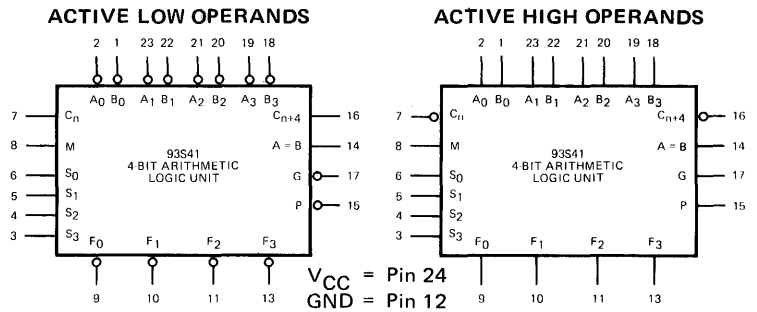 ACTIVE LOW OPERANDS
2 1 23 22 21 20 19 18
A0 B0 A1 B1 A2 B2 A3 B3
7 Cn Cn+4 16
8 M A = B 14
93S41
4-BIT ARITHMETIC
LOGIC UNIT
6 S0 G 17
5 S1
4 S2 P 15
3 S3
F0 F1 F2 F3
9 10 11 13
ACTIVE HIGH OPERANDS
2 1 23 22 21 20 19 18
A0 B0 A1 B1 A2 B2 A3 B3
7 Cn Cn+4 16
8 M A = B 14
93S41
4-BIT ARITHMETIC
LOGIC UNIT
6 S0 G 17
5 S1
4 S2 P 15
3 S3
F0 F1 F2 F3
9 10 11 13
VCC = Pin 24
GND = Pin 12